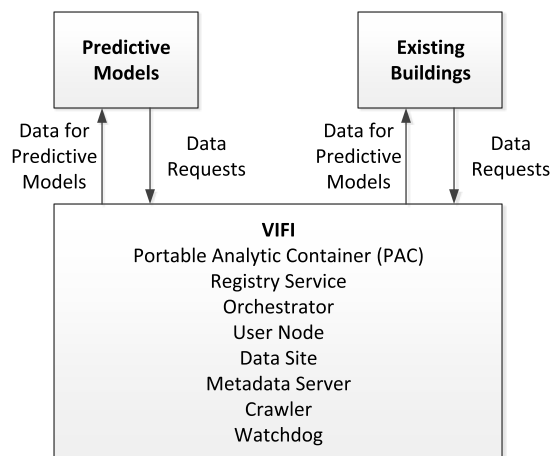 Predictive
Models
Existing
Buildings
Data for
Predictive
Models
Data
Requests
Data for
Predictive
Models
Data
Requests
VIFI
Portable Analytic Container (PAC)
Registry Service
Orchestrator
User Node
Data Site
Metadata Server
Crawler
Watchdog